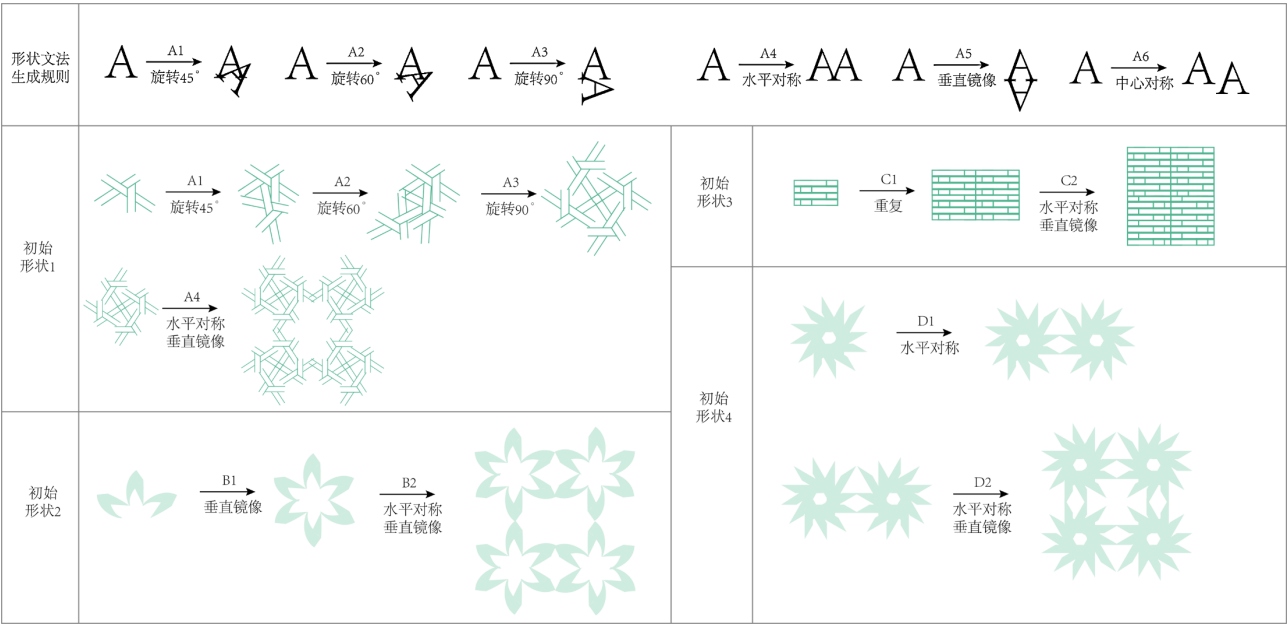 形状文法
生成规则
A
A1
旋转45°
A
A
A
A2
旋转60°
A
A
A
A3
旋转90°
A
A
A
A4
水平对称
AA
A
A5
垂直镜像
A
A
A
A6
中心对称
A
A
初始
形状1
A1
旋转45°
A2
旋转60°
A3
旋转90°
A4
水平对称
垂直镜像
初始
形状3
C1
重复
C2
水平对称
垂直镜像
初始
形状2
B1
垂直镜像
B2
水平对称
垂直镜像
初始
形状4
D1
水平对称
D2
水平对称
垂直镜像